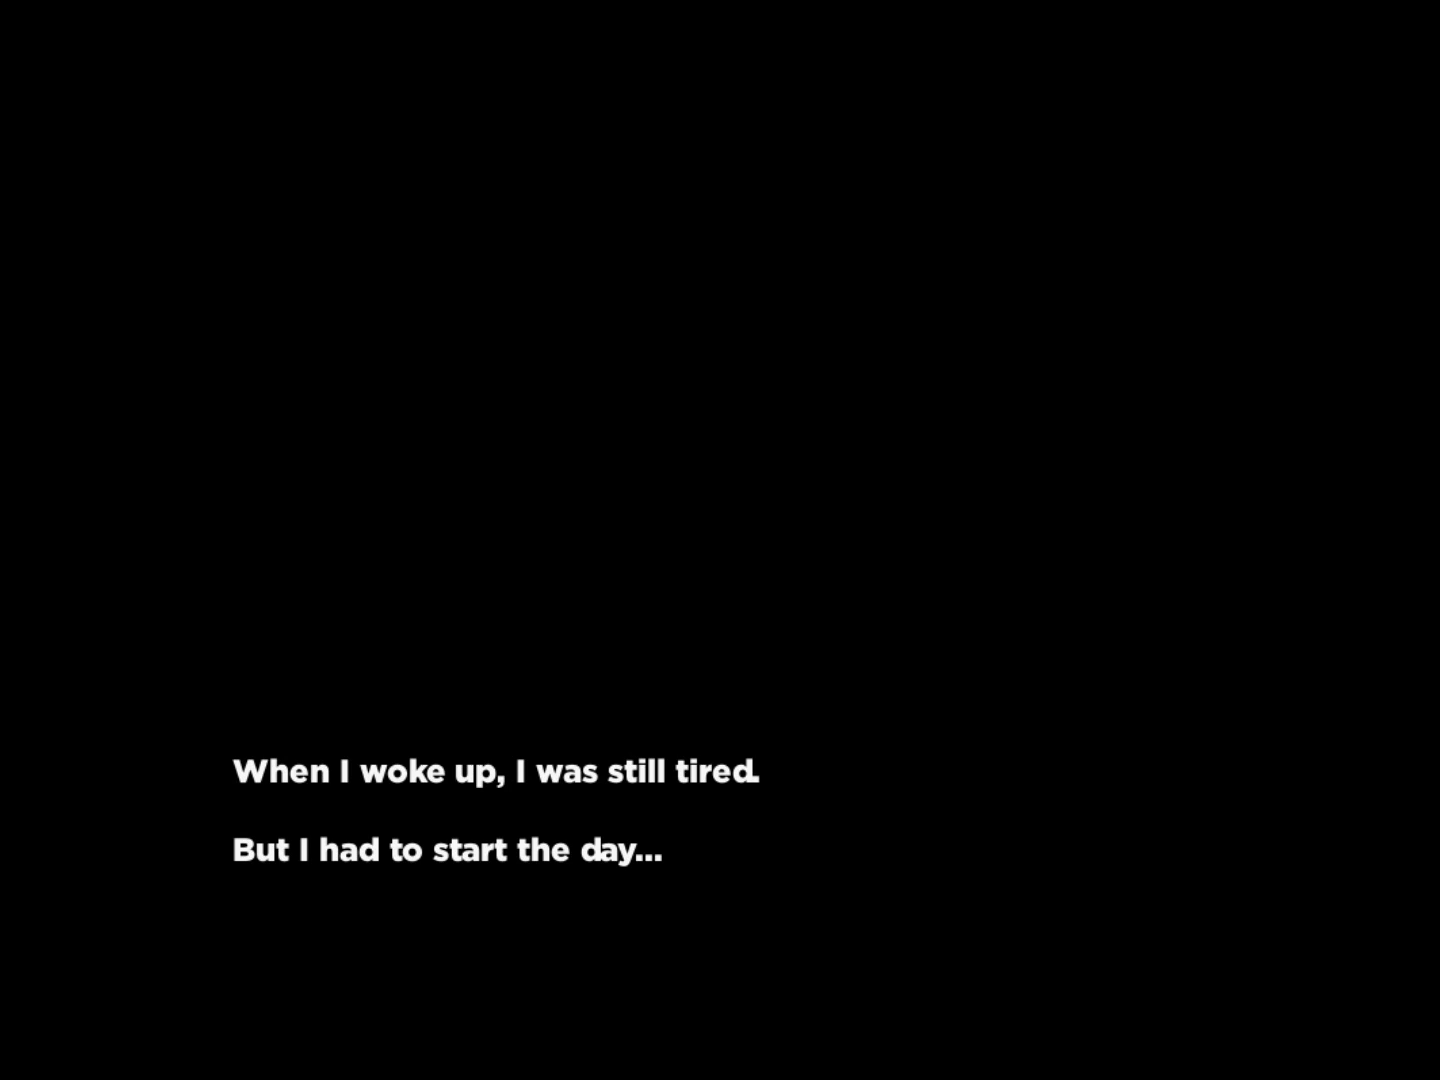 When I woke up, I was still tired.
But I had to start the day...